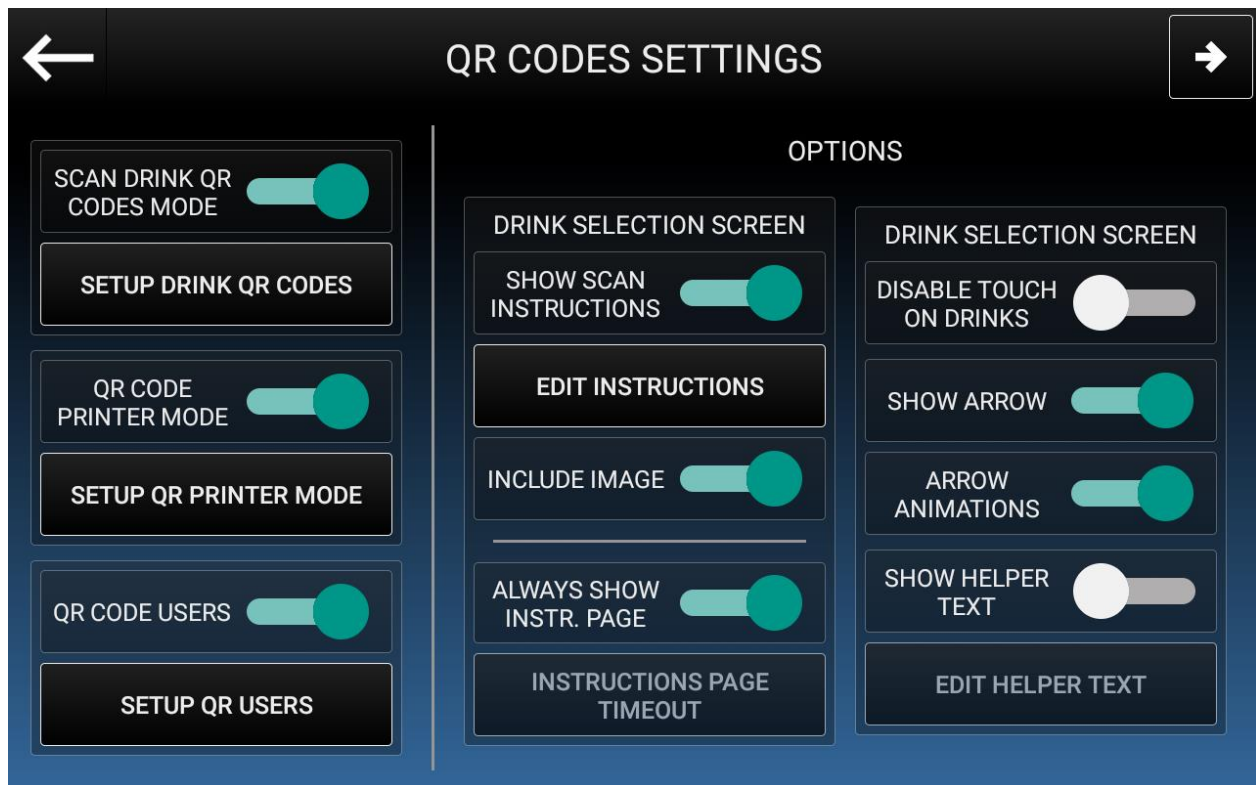 QR CODES SETTINGS
SCAN DRINK QR
CODES MODE
SETUP DRINK QR CODES
QR CODE
PRINTER MODE
SETUP QR PRINTER MODE
QR CODE USERS
SETUP QR USERS
OPTIONS
DRINK SELECTION SCREEN
SHOW SCAN
INSTRUCTIONS
EDIT INSTRUCTIONS
INCLUDE IMAGE
ALWAYS SHOW
INSTR. PAGE
INSTRUCTIONS PAGE
TIMEOUT
DRINK SELECTION SCREEN
DISABLE TOUCH
ON DRINKS
SHOW ARROW
ARROW
ANIMATIONS
SHOW HELPER
TEXT
EDIT HELPER TEXT